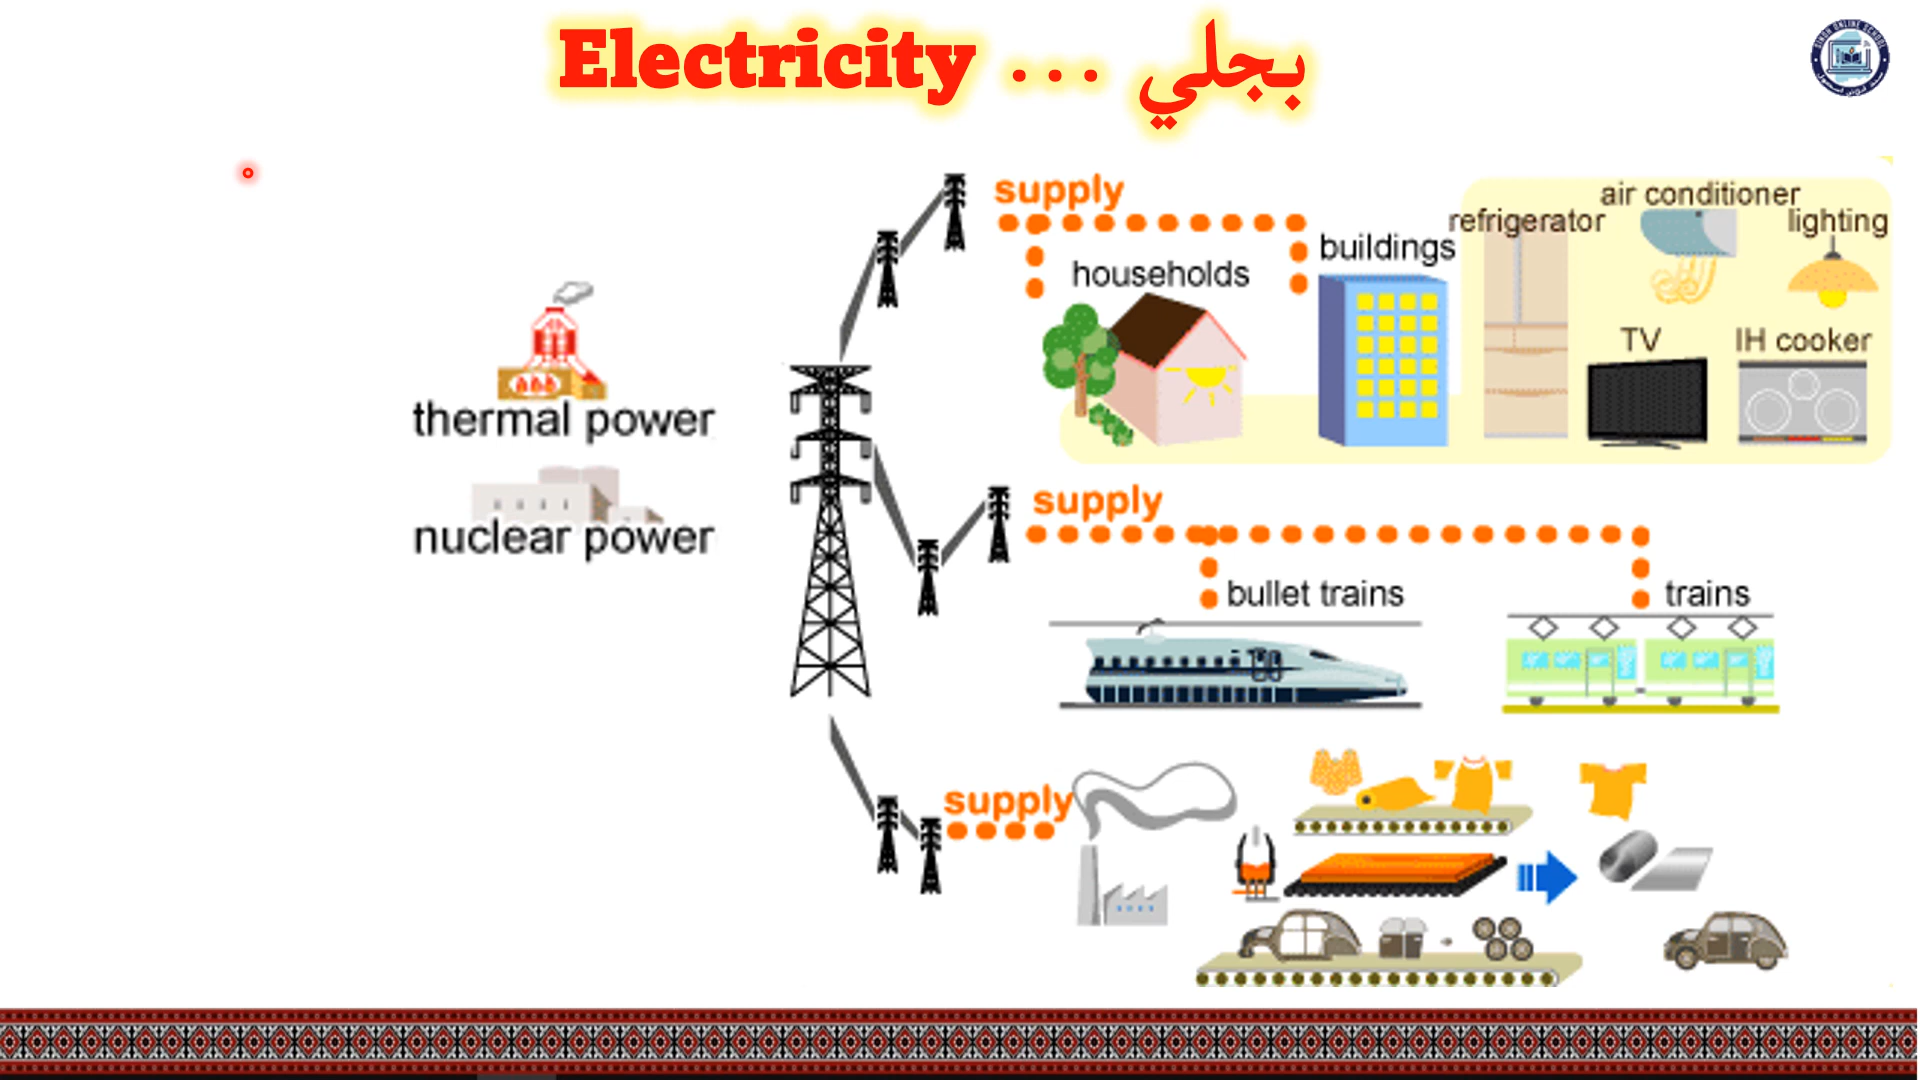 Electricity ... بجلي
supply
air conditioner
refrigerator
lighting
buildings
households
TV
IH cooker
thermal power
nuclear power
supply
bullet trains
trains
supply